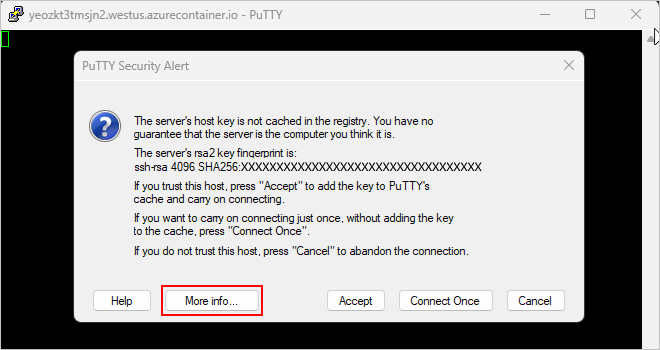 yeozkt3tmsjn2.westus.azurecontainer.io - PuTTY
PuTTY Security Alert
The server's host key is not cached in the registry. You have no
guarantee that the server is the computer you think it is.
The server's rsa2 key fingerprint is:
ssh-rsa 4096 SHA256:XXXXXXXXXXXXXXXXXXXXXXXXXXXXXXXXXX
If you trust this host, press "Accept" to add the key to PuTTY's
cache and carry on connecting.
If you want to carry on connecting just once, without adding the key
to the cache, press "Connect Once".
If you do not trust this host, press "Cancel" to abandon the connection.
Help
More info...
Accept
Connect Once
Cancel